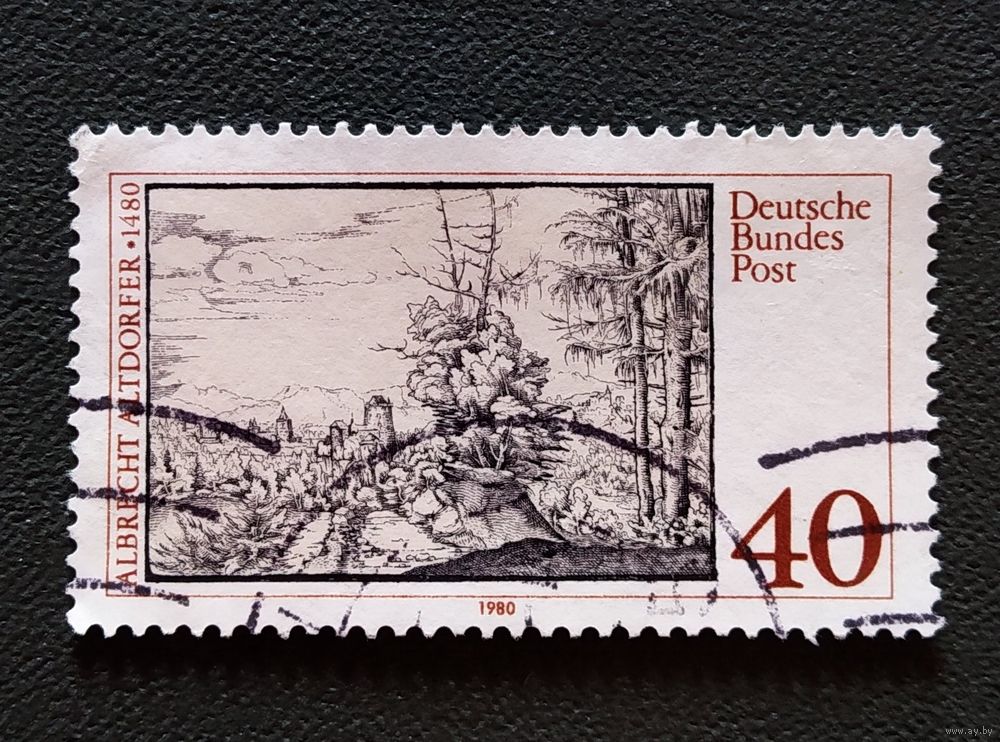 ALBRECHT ALTDORFER • 1480
Deutsche
Bundes
Post
40
1980
www.ay.by